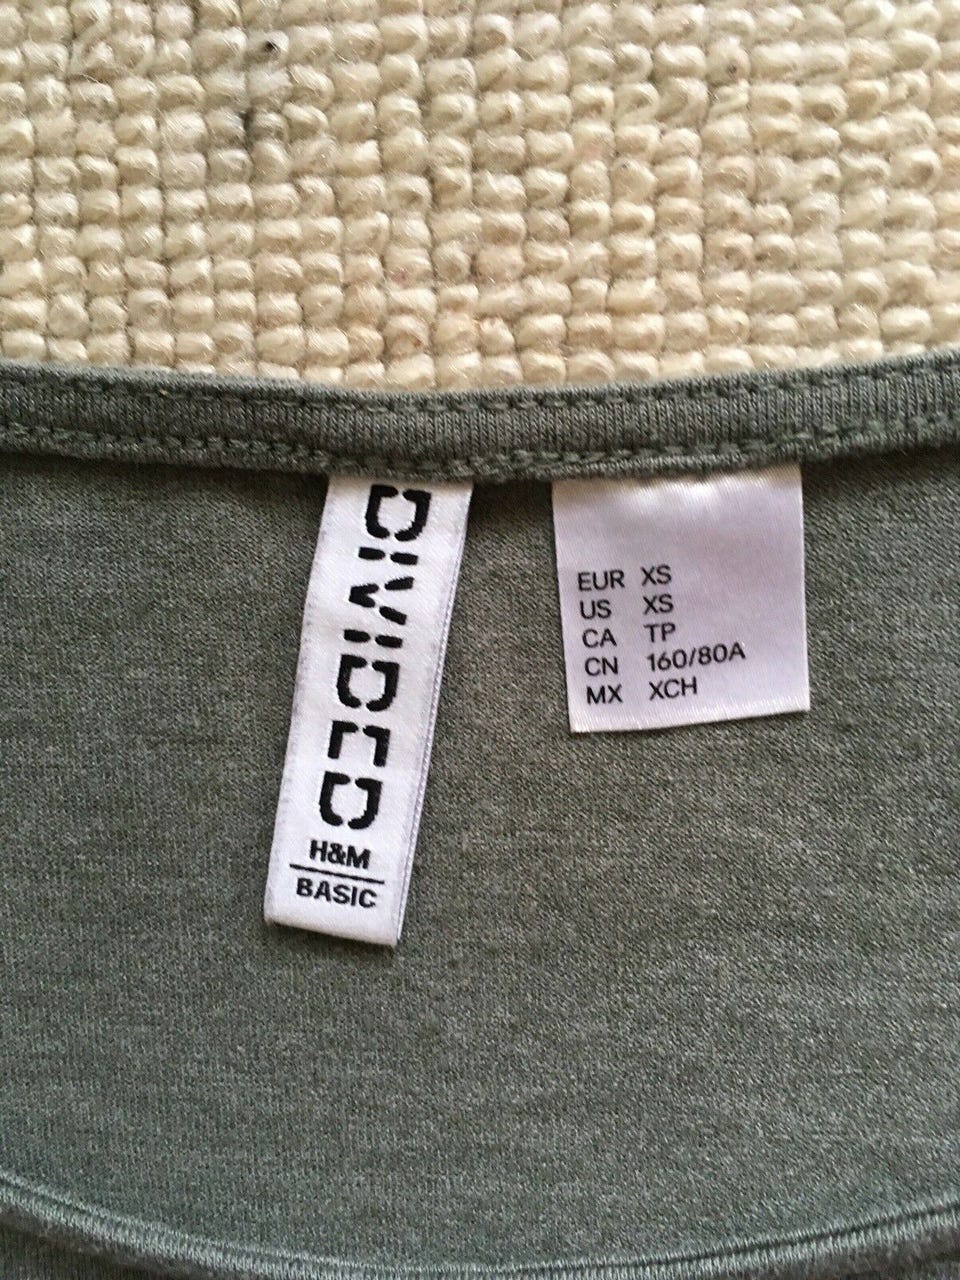 DIVIDED
H&M
BASIC
EUR XS
US XS
CA TP
CN 160/80A
MX XCH